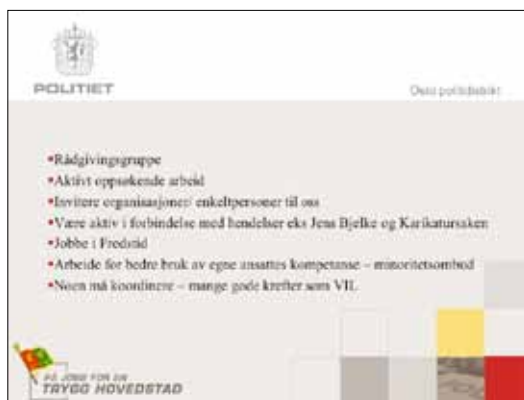 POLITIET
Oslo politidistrikt
•Rådgivingsgruppe
•Aktivt oppsøkende arbeid
•Invitere organisasjoner/ enkeltpersoner til oss
•Være aktiv i forbindelse med hendelser eks Jens Bjelke og Karikatursaken
•Jobbe i Fredstid
•Arbeide for bedre bruk av egne ansattes kompetanse – minoritetsombud
•Noen må koordinere – mange gode krefter som VIL
PÅ JOBB FOR EN
TRYGG HOVEDSTAD